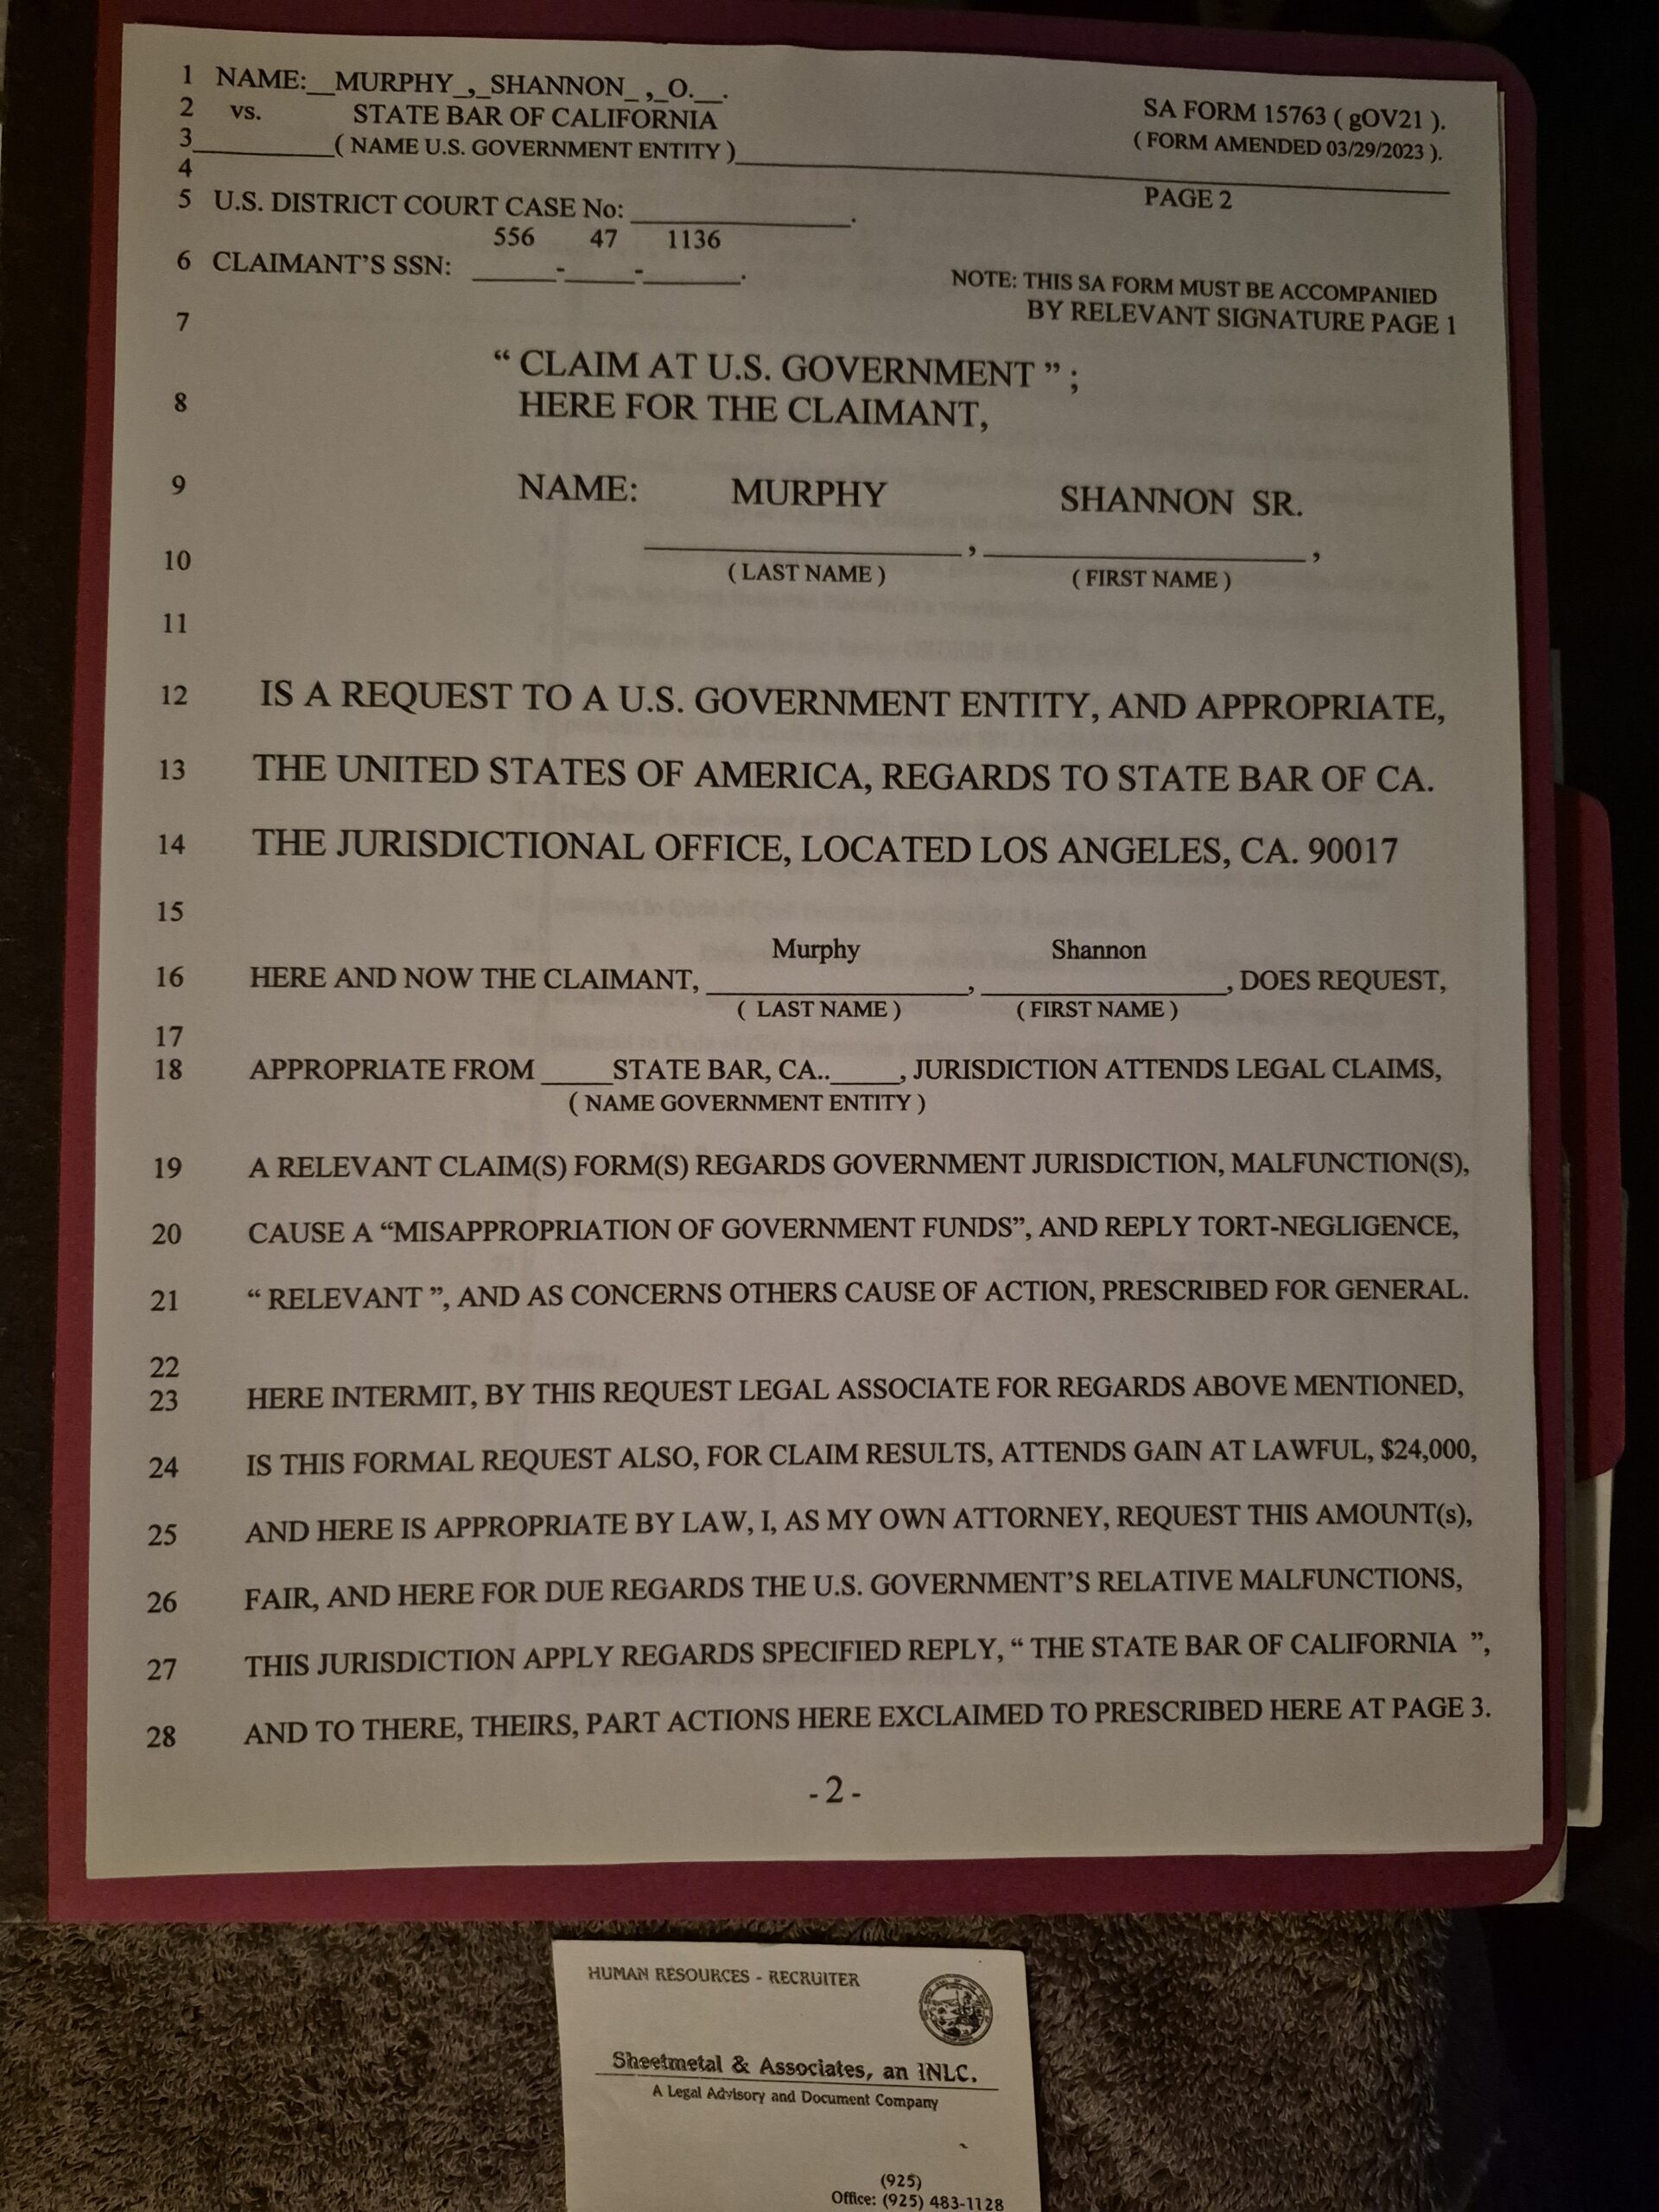 1 NAME:__MURPHY_,_SHANNON_,_O.__.
2 vs. STATE BAR OF CALIFORNIA
SA FORM 15763 ( gOV21 ).
3__________( NAME U.S. GOVERNMENT ENTITY )__________
( FORM AMENDED 03/29/2023 ).
4
PAGE 2
5 U.S. DISTRICT COURT CASE No: ________________.
556 47 1136
6 CLAIMANT'S SSN: ______-_____-_______.
NOTE: THIS SA FORM MUST BE ACCOMPANIED
7 BY RELEVANT SIGNATURE PAGE 1
“ CLAIM AT U.S. GOVERNMENT ” ;
8 HERE FOR THE CLAIMANT,
9 NAME: MURPHY SHANNON SR.
______________________, ______________________,
10 ( LAST NAME ) ( FIRST NAME )
11
12 IS A REQUEST TO A U.S. GOVERNMENT ENTITY, AND APPROPRIATE,
13 THE UNITED STATES OF AMERICA, REGARDS TO STATE BAR OF CA.
14 THE JURISDICTIONAL OFFICE, LOCATED LOS ANGELES, CA. 90017
15
Murphy Shannon
16 HERE AND NOW THE CLAIMANT, __________________, _________________, DOES REQUEST,
( LAST NAME ) ( FIRST NAME )
17
18 APPROPRIATE FROM _____STATE BAR, CA.._____, JURISDICTION ATTENDS LEGAL CLAIMS,
( NAME GOVERNMENT ENTITY )
19 A RELEVANT CLAIM(S) FORM(S) REGARDS GOVERNMENT JURISDICTION, MALFUNCTION(S),
20 CAUSE A “MISAPPROPRIATION OF GOVERNMENT FUNDS”, AND REPLY TORT-NEGLIGENCE,
21 “ RELEVANT ”, AND AS CONCERNS OTHERS CAUSE OF ACTION, PRESCRIBED FOR GENERAL.
22
23 HERE INTERMIT, BY THIS REQUEST LEGAL ASSOCIATE FOR REGARDS ABOVE MENTIONED,
24 IS THIS FORMAL REQUEST ALSO, FOR CLAIM RESULTS, ATTENDS GAIN AT LAWFUL, $24,000,
25 AND HERE IS APPROPRIATE BY LAW, I, AS MY OWN ATTORNEY, REQUEST THIS AMOUNT(s),
26 FAIR, AND HERE FOR DUE REGARDS THE U.S. GOVERNMENT'S RELATIVE MALFUNCTIONS,
27 THIS JURISDICTION APPLY REGARDS SPECIFIED REPLY, “ THE STATE BAR OF CALIFORNIA ”,
28 AND TO THERE, THEIRS, PART ACTIONS HERE EXCLAIMED TO PRESCRIBED HERE AT PAGE 3.
- 2 -
HUMAN RESOURCES - RECRUITER
Sheetmetal & Associates, an INLC.
A Legal Advisory and Document Company
(925)
Office: (925) 483-1128